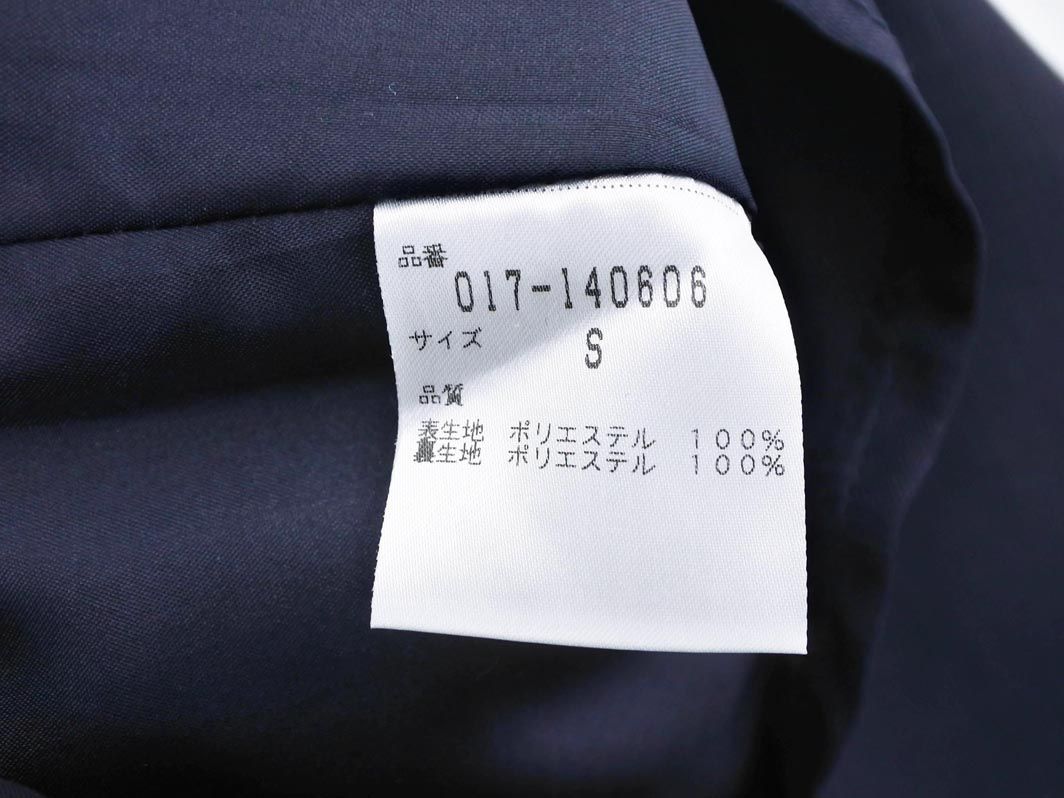 品番
017-140606
サイズ S
品質
表生地 ポリエステル 100%
裏生地 ポリエステル 100%